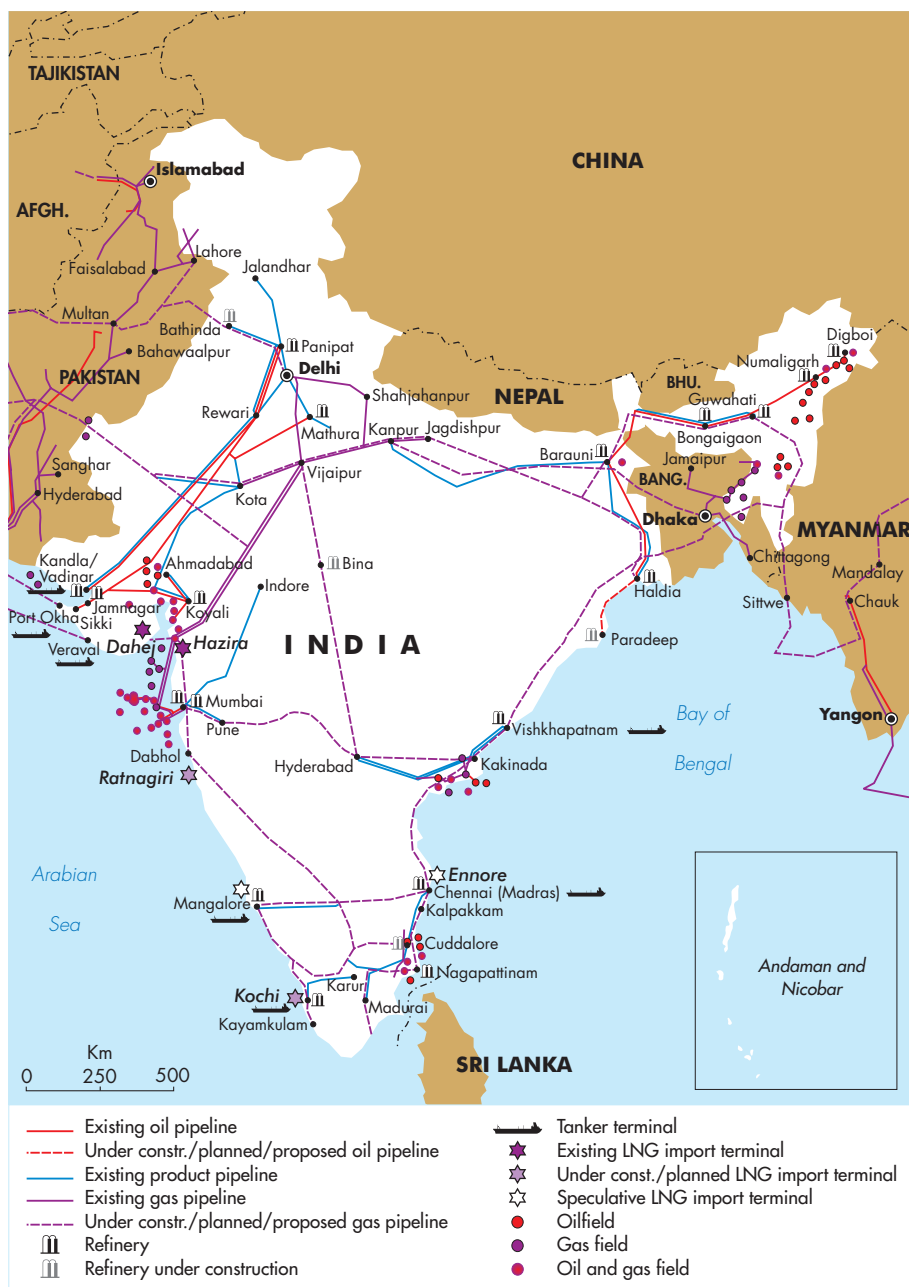 TAJIKISTAN
CHINA
Islamabad
AFGH.
Lahore
Faisalabad
Jalandhar
Multan
Bathinda
Digboi
Panipat
Bahawaalpur
Numaligarh
Delhi
PAKISTAN
BHU.
NEPAL
Shahjahanpur
Guwahati
Rewari
Mathura
Kanpur
Jagdishpur
Bongaigaon
Barauni
Jamaipur
Sanghar
Vijaipur
BANG.
Hyderabad
Kota
Dhaka
MYANMAR
Kandla/
Vadinar
Ahmadabad
Bina
Chittagong
Mandalay
Indore
Haldia
Sittwe
Chauk
Port Okha
Jamnagar
Sikki
Koyali
Paradeep
INDIA
Veraval
Dahej
Hazira
Mumbai
Bay of
Bengal
Yangon
Pune
Vishkhapatnam
Dabhol
Hyderabad
Kakinada
Ratnagiri
Arabian
Sea
Ennore
Chennai (Madras)
Mangalore
Kalpakkam
Cuddalore
Andaman and
Nicobar
Karur
Nagapattinam
Kochi
Madurai
Kayamkulam
Km
SRI LANKA
0 250 500
Existing oil pipeline
Under constr./planned/proposed oil pipeline
Existing product pipeline
Existing gas pipeline
Under constr./planned/proposed gas pipeline
Refinery
Refinery under construction
Tanker terminal
Existing LNG import terminal
Under const./planned LNG import terminal
Speculative LNG import terminal
Oilfield
Gas field
Oil and gas field